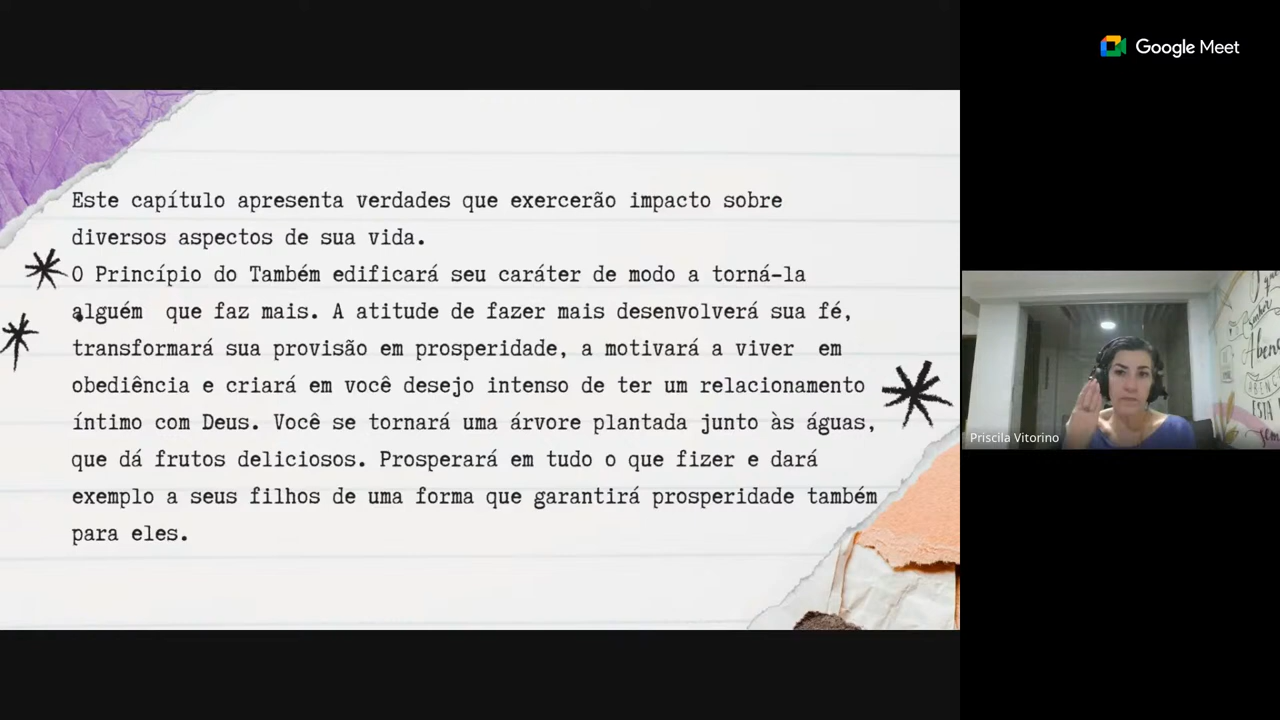 Google Meet
Este capítulo apresenta verdades que exercerão impacto sobre
diversos aspectos de sua vida.
O Princípio do Também edificará seu caráter de modo a torná-la
alguém que faz mais. A atitude de fazer mais desenvolverá sua fé,
transformará sua provisão em prosperidade, a motivará a viver em
obediência e criará em você desejo intenso de ter um relacionamento
íntimo com Deus. Você se tornará uma árvore plantada junto às águas,
que dá frutos deliciosos. Prosperará em tudo o que fizer e dará
exemplo a seus filhos de uma forma que garantirá prosperidade também
para eles.
Priscila Vitorino